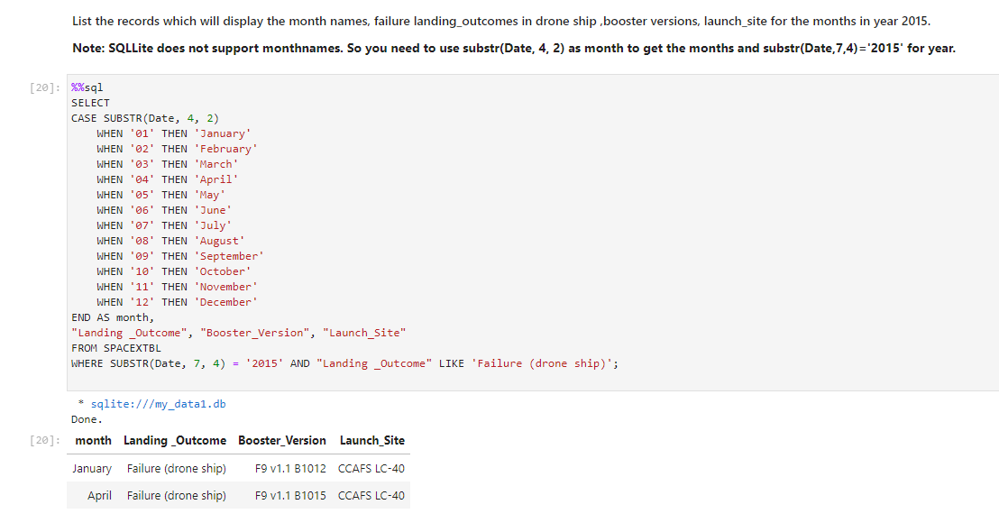 List the records which will display the month names, failure landing_outcomes in drone ship ,booster versions, launch_site for the months in year 2015.
Note: SQLLite does not support monthnames. So you need to use substr(Date, 4, 2) as month to get the months and substr(Date,7,4)='2015' for year.
[20]: %%sql
SELECT
CASE SUBSTR(Date, 4, 2)
    WHEN '01' THEN 'January'
    WHEN '02' THEN 'February'
    WHEN '03' THEN 'March'
    WHEN '04' THEN 'April'
    WHEN '05' THEN 'May'
    WHEN '06' THEN 'June'
    WHEN '07' THEN 'July'
    WHEN '08' THEN 'August'
    WHEN '09' THEN 'September'
    WHEN '10' THEN 'October'
    WHEN '11' THEN 'November'
    WHEN '12' THEN 'December'
END AS month,
"Landing _Outcome", "Booster_Version", "Launch_Site"
FROM SPACEXTBL
WHERE SUBSTR(Date, 7, 4) = '2015' AND "Landing _Outcome" LIKE 'Failure (drone ship)';
* sqlite:///my_data1.db
Done.
[20]: month Landing _Outcome Booster_Version Launch_Site
January Failure (drone ship) F9 v1.1 B1012 CCAFS LC-40
April Failure (drone ship) F9 v1.1 B1015 CCAFS LC-40